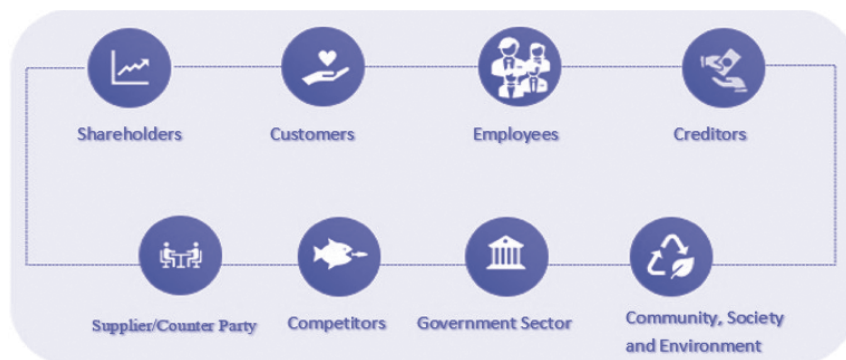 Shareholders
Customers
Employees
Creditors
Supplier/Counter Party
Competitors
Government Sector
Community, Society
and Environment